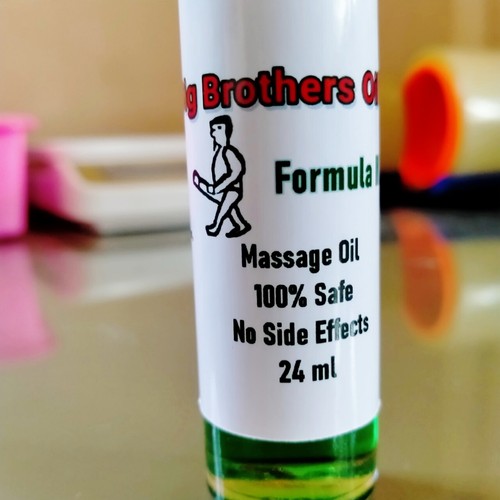 Brothers
Formula
Massage Oil
100% Safe
No Side Effects
24 ml